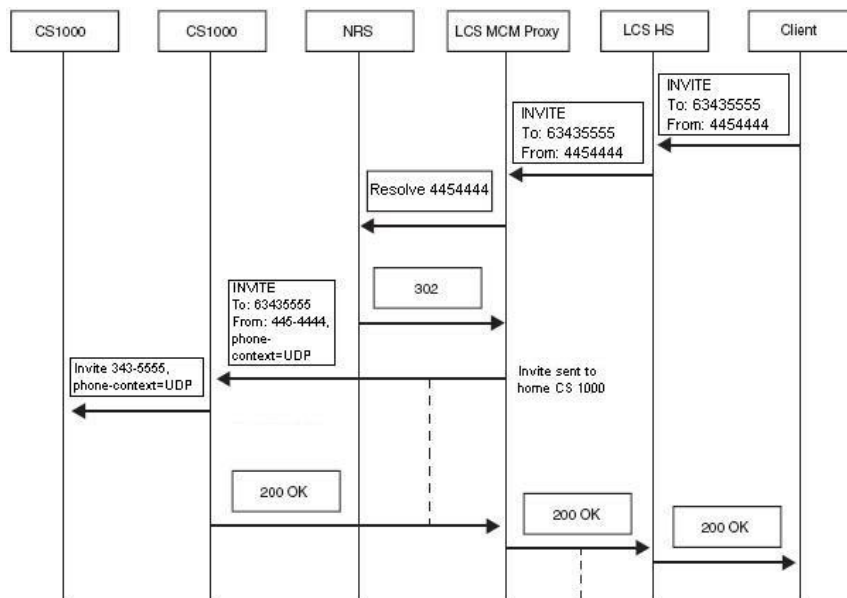 CS1000
CS1000
NRS
LCS MCM Proxy
LCS HS
Client
INVITE
To: 63435555
From: 4454444
INVITE
To: 63435555
From: 4454444
Resolve 4454444
302
INVITE
To: 63435555
From: 445-4444,
phone-
context=UDP
Invite sent to
home CS 1000
Invite 343-5555,
phone-context=UDP
200 OK
200 OK
200 OK